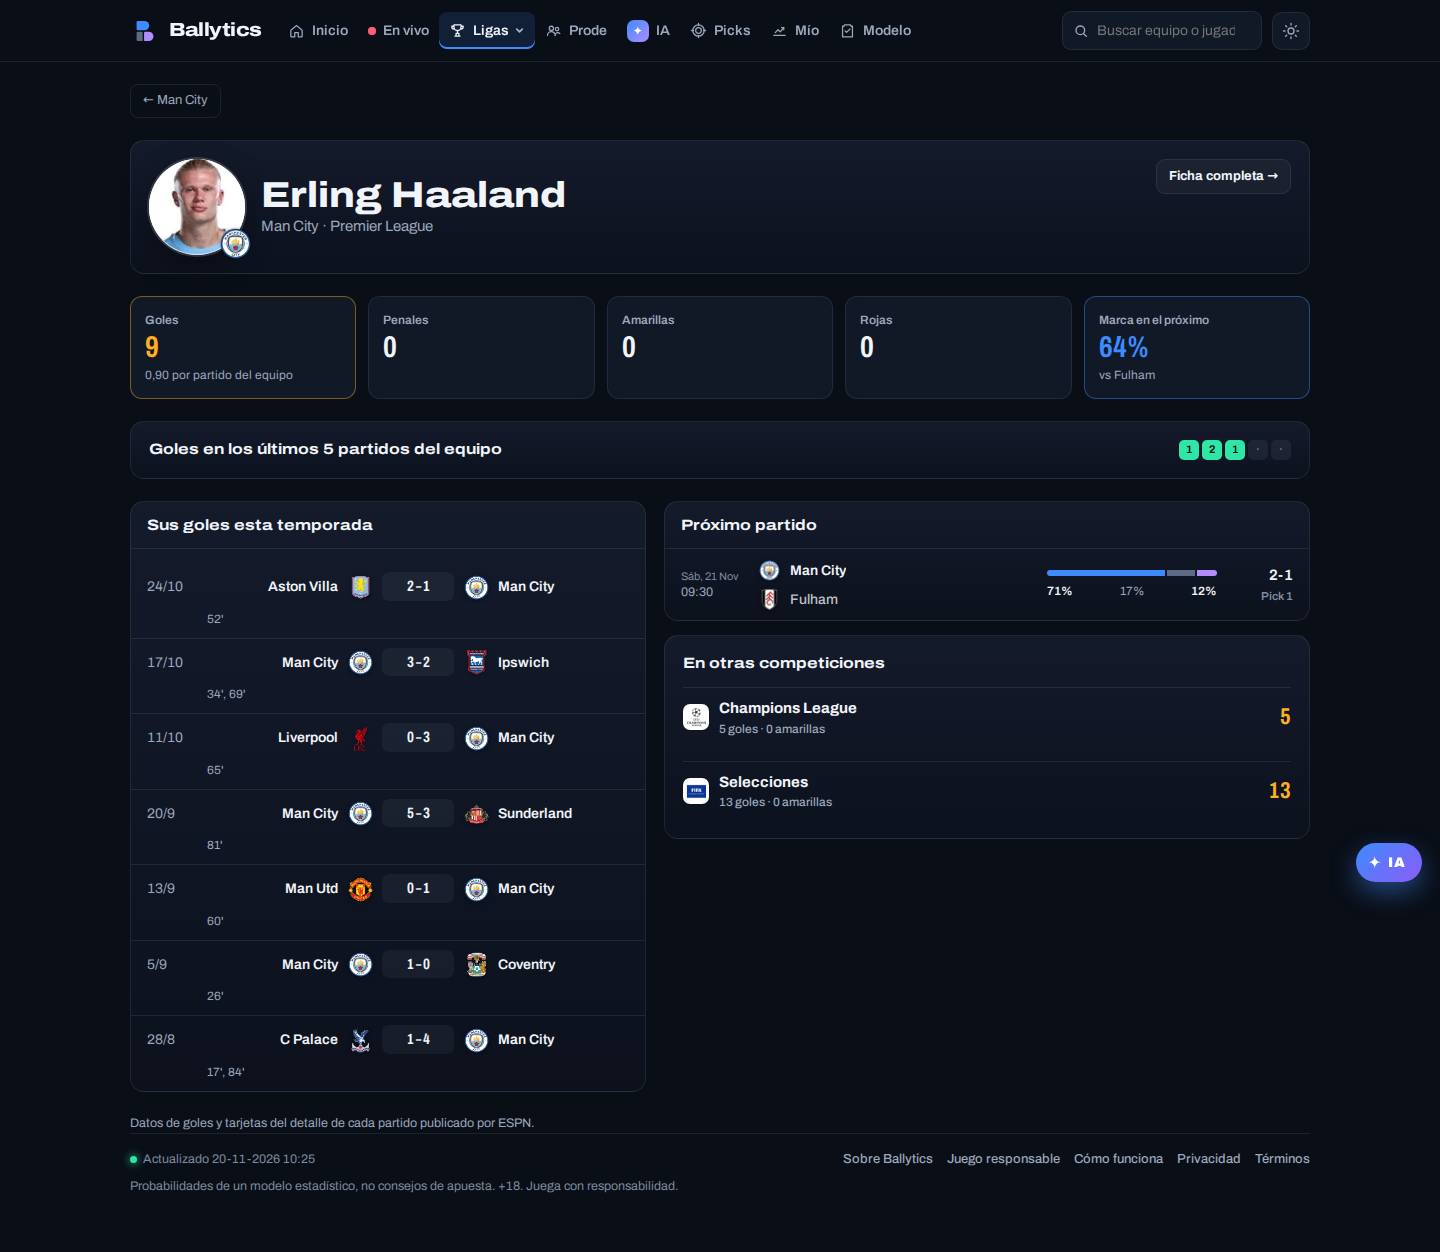 Ballytics
Inicio
En vivo
Ligas
Prode
IA
Picks
Mío
Modelo
Buscar equipo o jugad
← Man City
Erling Haaland
Man City · Premier League
Ficha completa →
Goles
9
0,90 por partido del equipo
Penales
0
Amarillas
0
Rojas
0
Marca en el próximo
64%
vs Fulham
Goles en los últimos 5 partidos del equipo
1 2 1 · ·
Sus goles esta temporada
24/10 Aston Villa 2-1 Man City
52'
17/10 Man City 3-2 Ipswich
34', 69'
11/10 Liverpool 0-3 Man City
65'
20/9 Man City 5-3 Sunderland
81'
13/9 Man Utd 0-1 Man City
60'
5/9 Man City 1-0 Coventry
26'
28/8 C Palace 1-4 Man City
17', 84'
Próximo partido
Sáb, 21 Nov
09:30
Man City
Fulham
71% 17% 12%
2-1
Pick 1
En otras competiciones
Champions League
5 goles · 0 amarillas
5
Selecciones
13 goles · 0 amarillas
13
IA
Datos de goles y tarjetas del detalle de cada partido publicado por ESPN.
Actualizado 20-11-2026 10:25
Sobre Ballytics Juego responsable Cómo funciona Privacidad Términos
Probabilidades de un modelo estadístico, no consejos de apuesta. +18. Juega con responsabilidad.